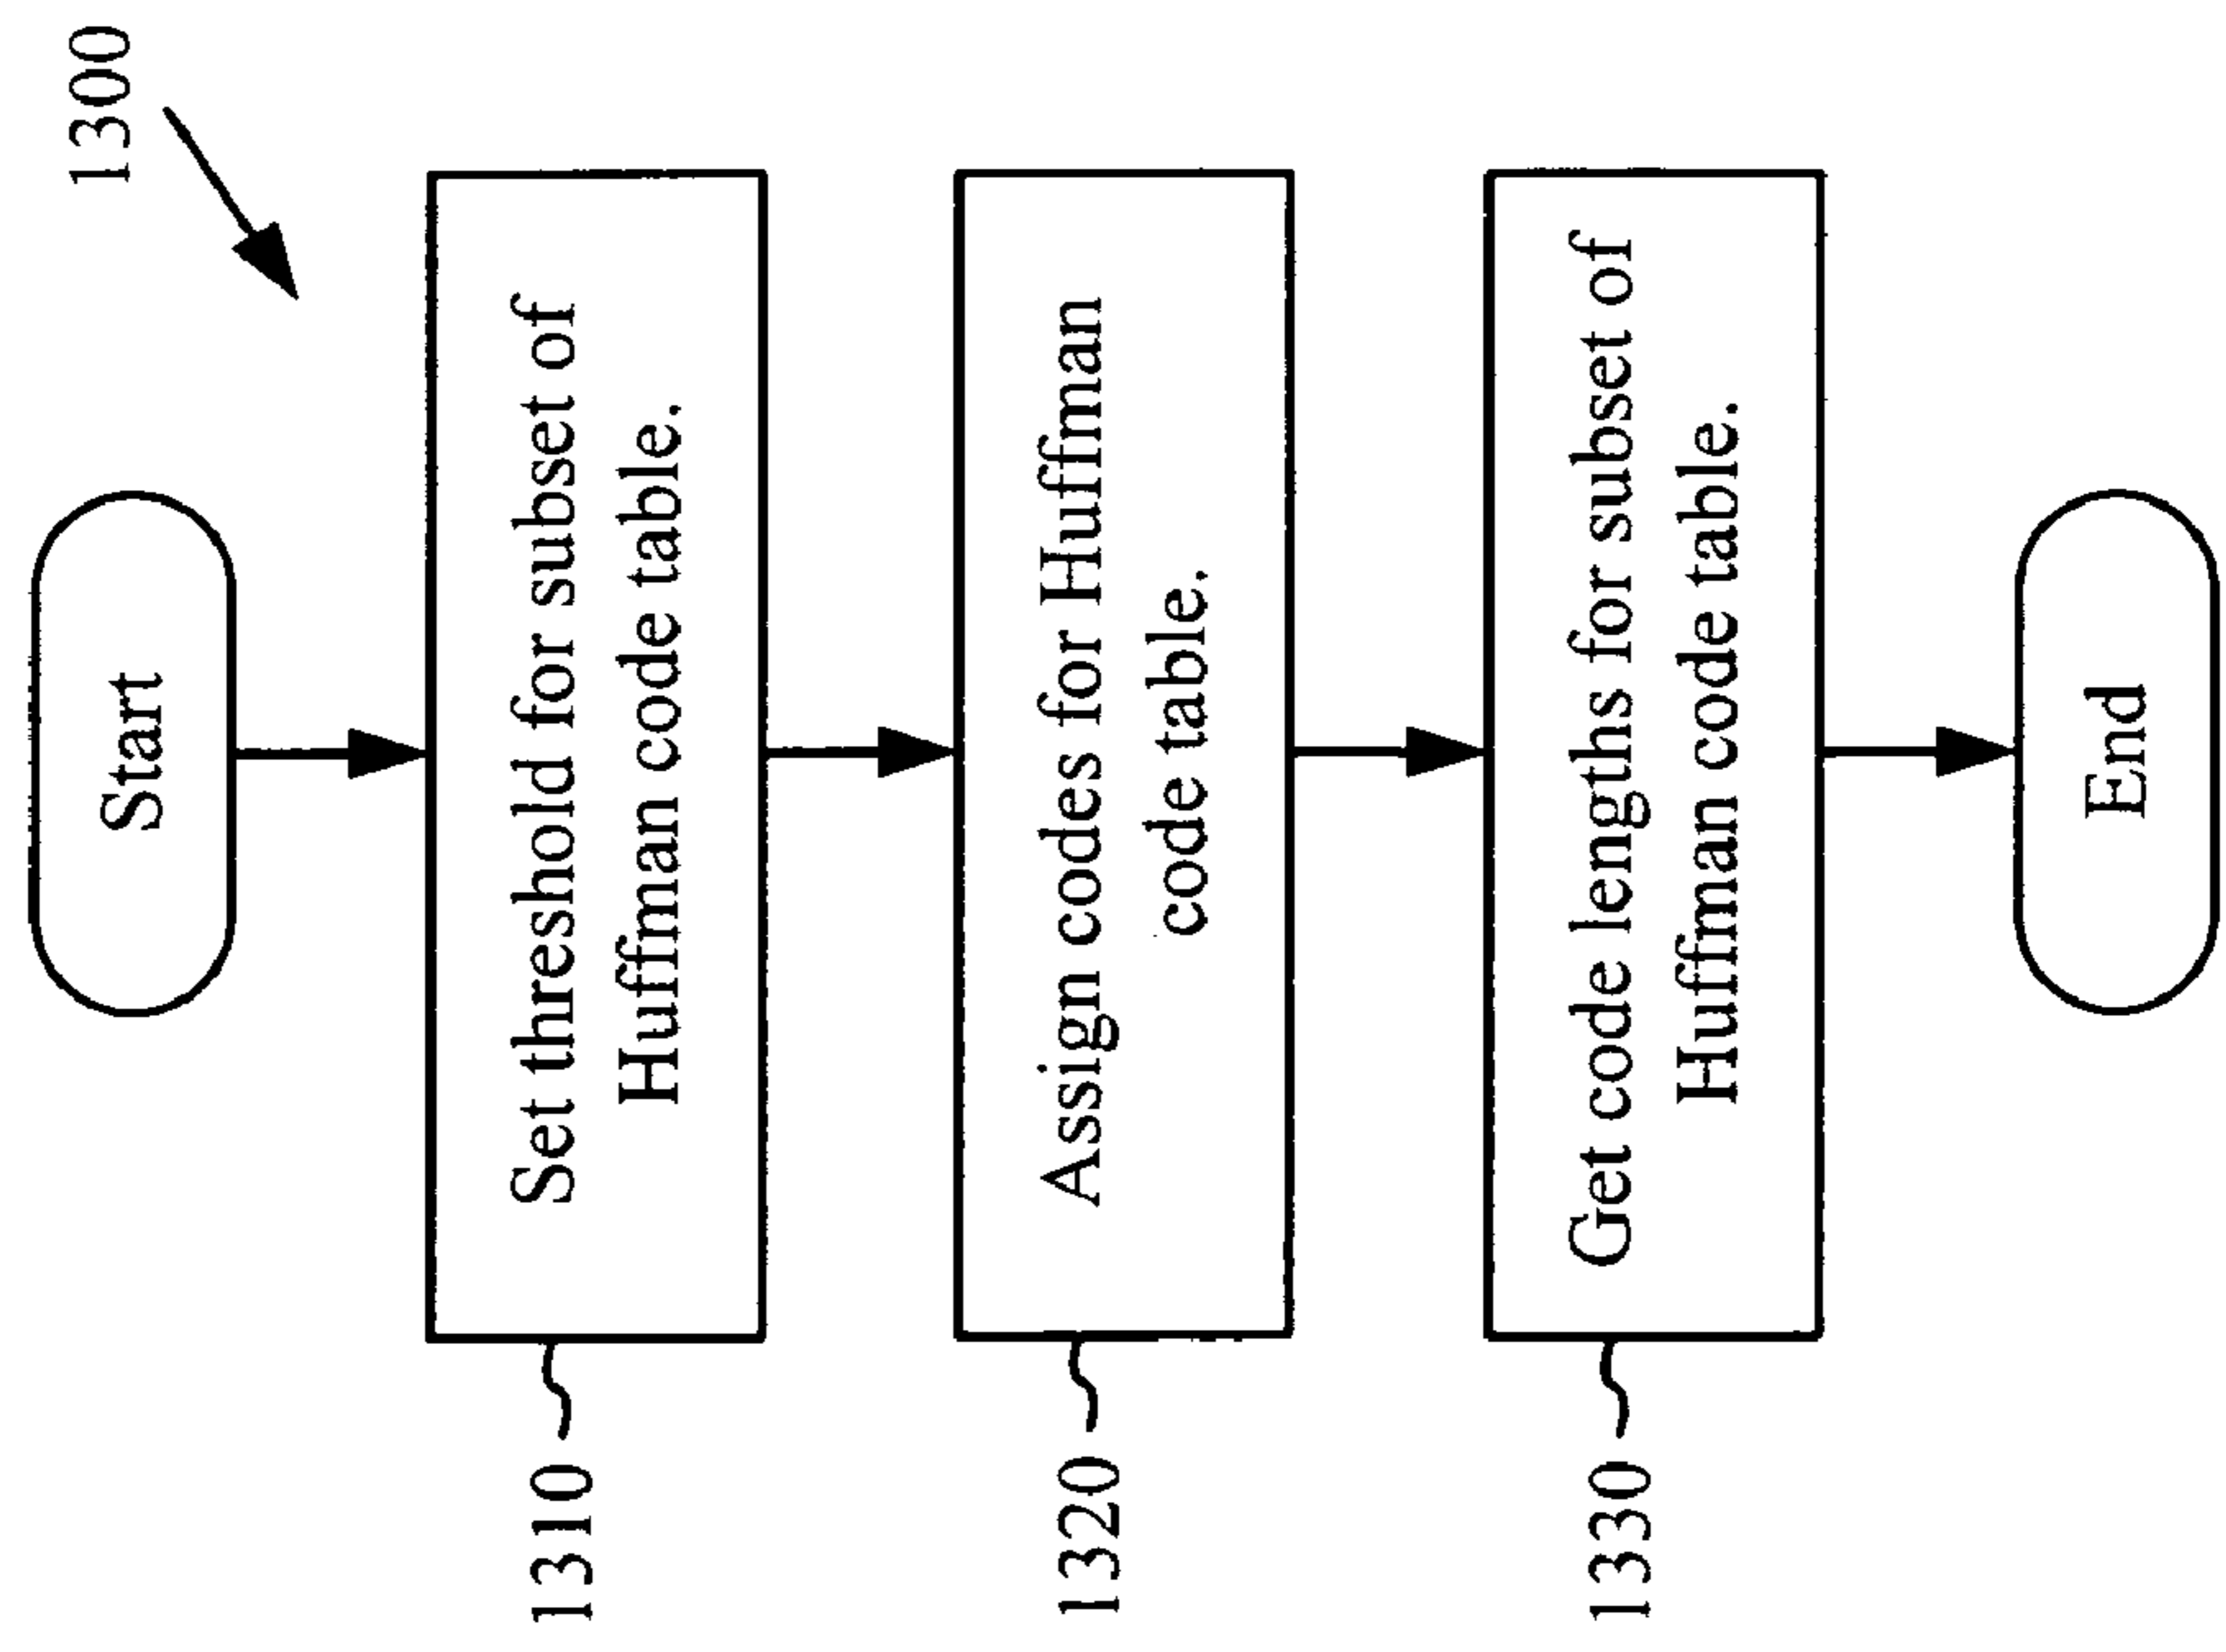 1300
Start
1310
Set threshold for subset of
Huffman code table.
1320
Assign codes for Huffman
code table.
1330
Get code lengths for subset of
Huffman code table.
End